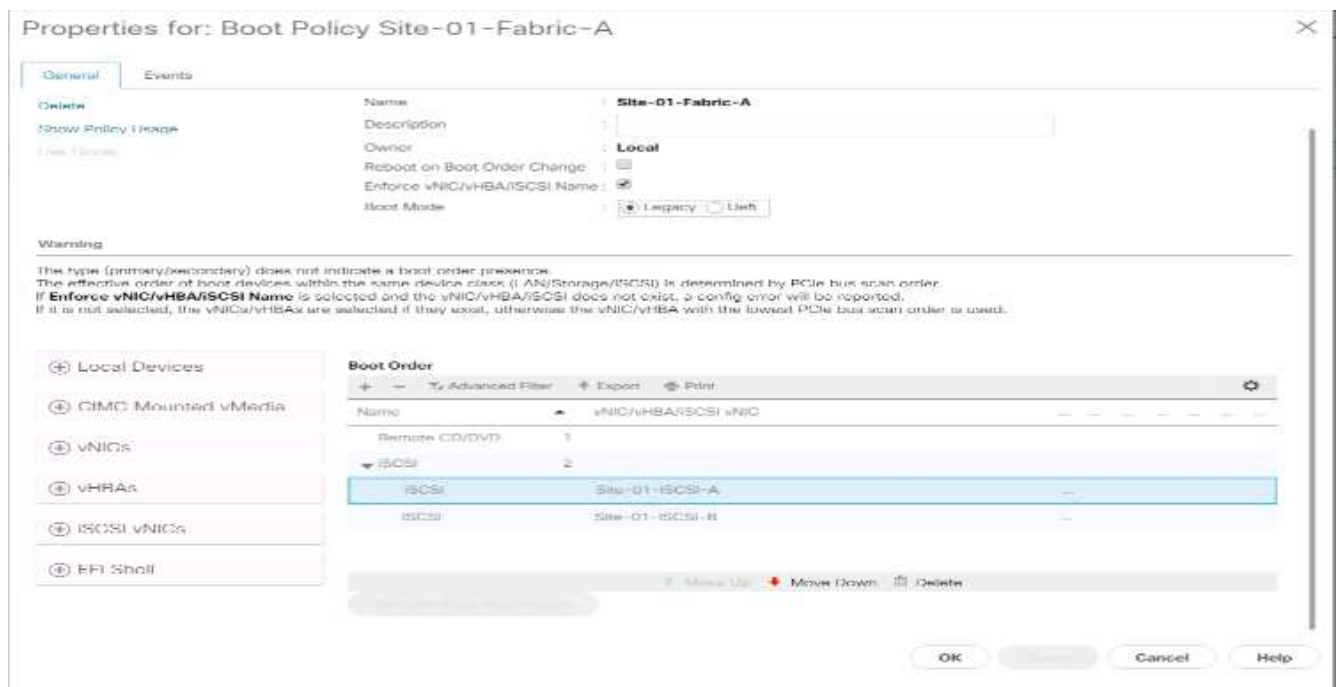 Properties for: Boot Policy Site-01-Fabric-A
General Events
Delete
Show Policy Usage
Use Global
Name : Site-01-Fabric-A
Description :
Owner : Local
Reboot on Boot Order Change :
Enforce vNIC/vHBA/iSCSI Name :
Boot Mode : Legacy Uefi
Warning
The type (primary/secondary) does not indicate a boot order presence.
The effective order of boot devices within the same device class (LAN/Storage/iSCSI) is determined by PCIe bus scan order.
If Enforce vNIC/vHBA/iSCSI Name is selected and the vNIC/vHBA/iSCSI does not exist, a config error will be reported.
If it is not selected, the vNICs/vHBAs are selected if they exist, otherwise the vNIC/vHBA with the lowest PCIe bus scan order is used.
Local Devices
CIMC Mounted vMedia
vNICs
vHBAs
iSCSI vNICs
EFI Shell
Boot Order
+ − Advanced Filter Export Print
Name vNIC/vHBA/iSCSI vNIC
Remote CD/DVD 1
iSCSI 2
iSCSI Site-01-iSCSI-A
iSCSI Site-01-iSCSI-B
Move Up Move Down Delete
OK Cancel Help